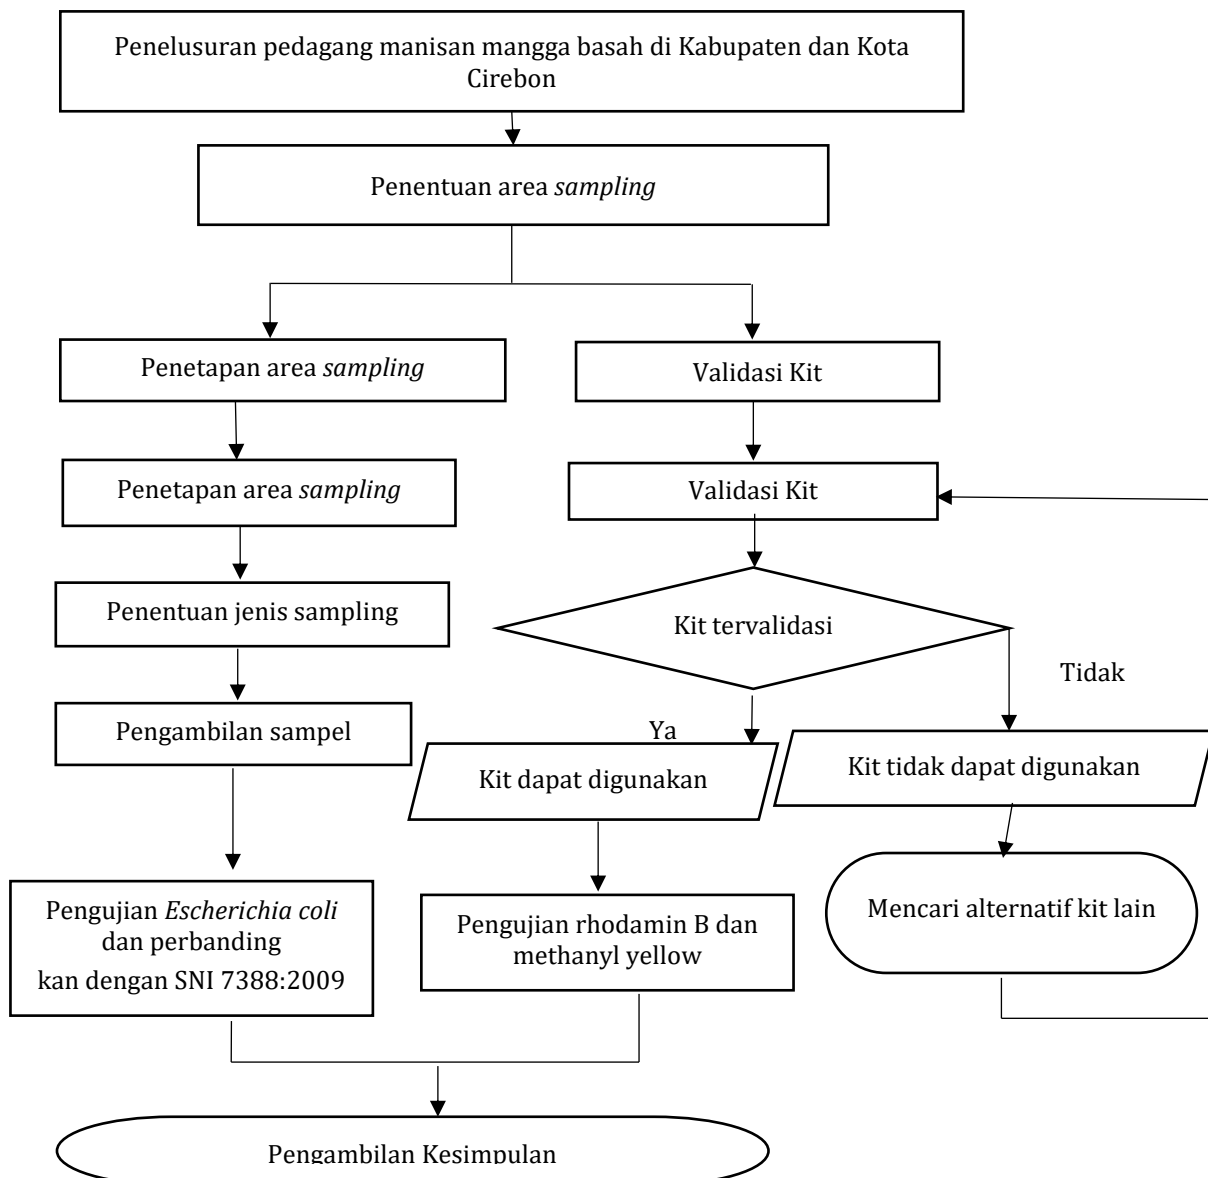 Penelusuran pedagang manisan mangga basah di Kabupaten dan Kota
Cirebon
Penentuan area sampling
Penetapan area sampling
Validasi Kit
Penetapan area sampling
Validasi Kit
Penentuan jenis sampling
Kit tervalidasi
Tidak
Pengambilan sampel
Ya
Kit dapat digunakan
Kit tidak dapat digunakan
Pengujian Escherichia coli
dan perbanding
kan dengan SNI 7388:2009
Pengujian rhodamin B dan
methanyl yellow
Mencari alternatif kit lain
Pengambilan Kesimpulan